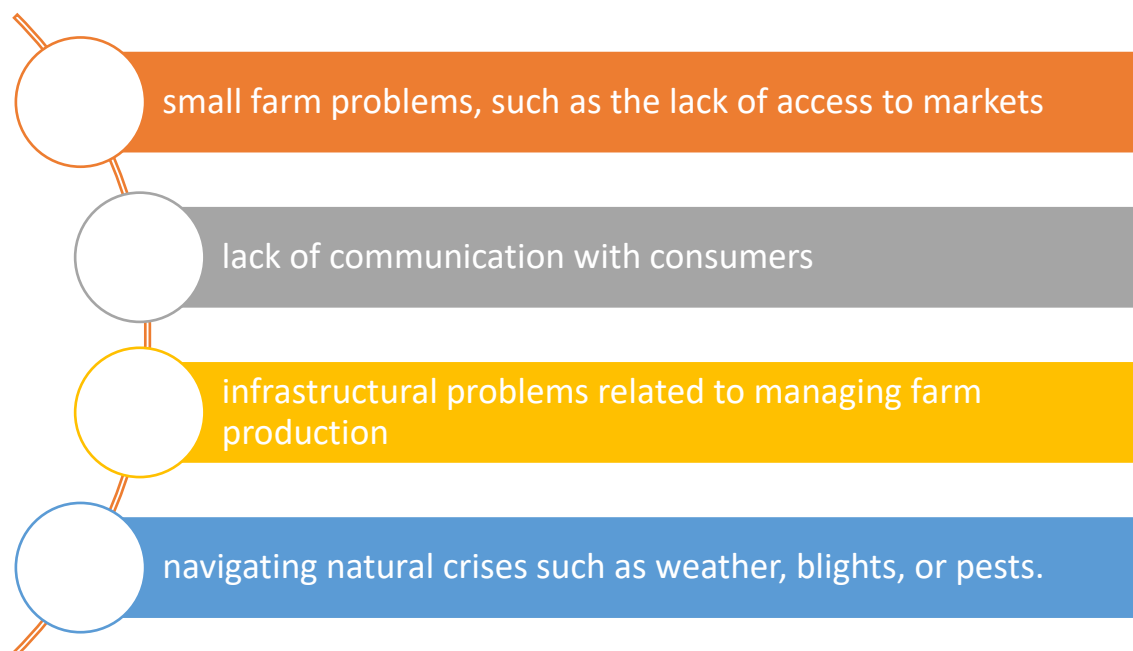 small farm problems, such as the lack of access to markets
lack of communication with consumers
infrastructural problems related to managing farm
production
navigating natural crises such as weather, blights, or pests.